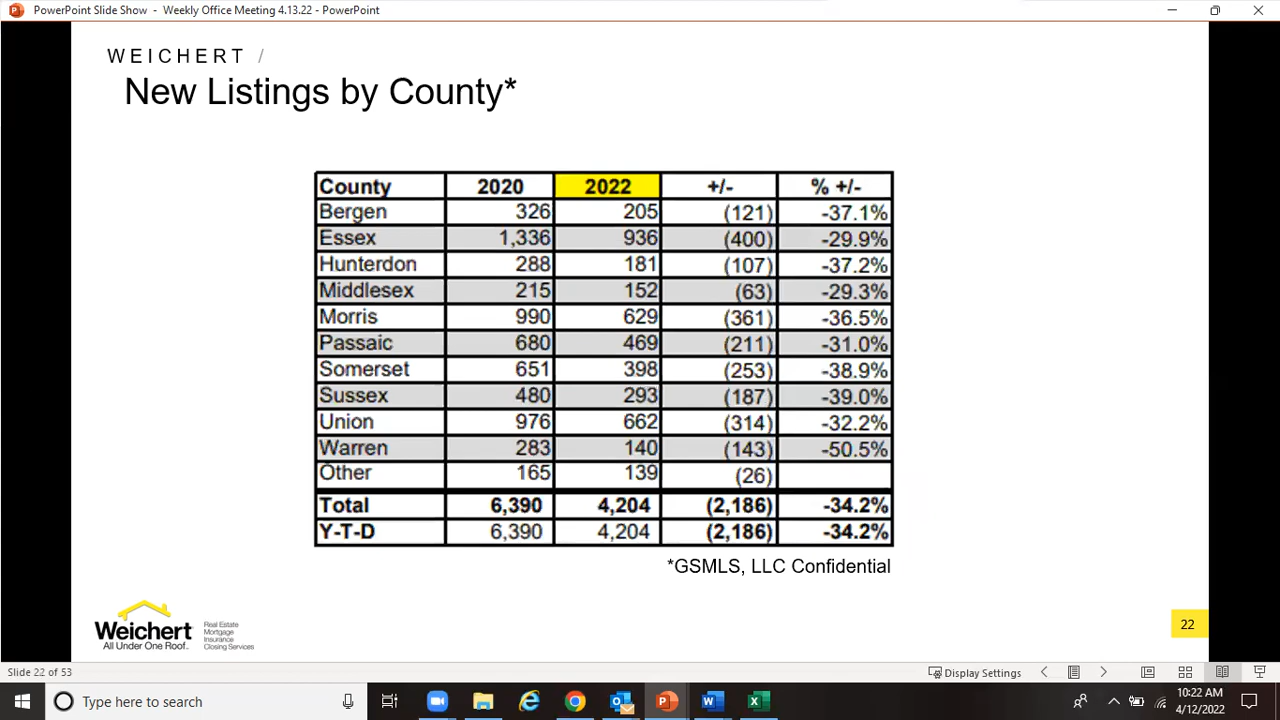 PowerPoint Slide Show - Weekly Office Meeting 4.13.22 - PowerPoint
WEICHERT /
New Listings by County*
County 2020 2022 +/- % +/-
Bergen 326 205 (121) -37.1%
Essex 1,336 936 (400) -29.9%
Hunterdon 288 181 (107) -37.2%
Middlesex 215 152 (63) -29.3%
Morris 990 629 (361) -36.5%
Passaic 680 469 (211) -31.0%
Somerset 651 398 (253) -38.9%
Sussex 480 293 (187) -39.0%
Union 976 662 (314) -32.2%
Warren 283 140 (143) -50.5%
Other 165 139 (26)
Total 6,390 4,204 (2,186) -34.2%
Y-T-D 6,390 4,204 (2,186) -34.2%
*GSMLS, LLC Confidential
Weichert
All Under One Roof.
Real Estate
Mortgage
Insurance
Closing Services
22
Slide 22 of 53
Display Settings
Type here to search
10:22 AM
4/12/2022